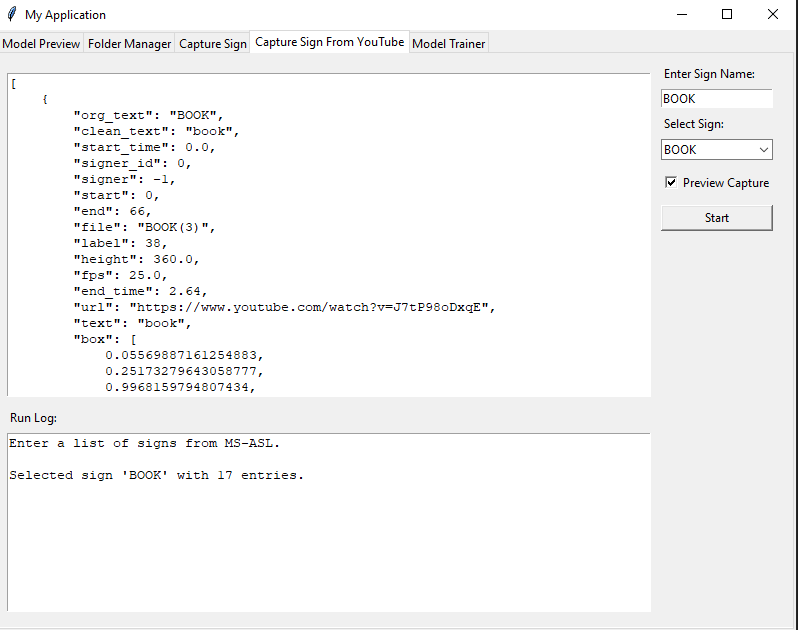 My Application
Model Preview Folder Manager Capture Sign Capture Sign From YouTube Model Trainer
[
    {
        "org_text": "BOOK",
        "clean_text": "book",
        "start_time": 0.0,
        "signer_id": 0,
        "signer": -1,
        "start": 0,
        "end": 66,
        "file": "BOOK(3)",
        "label": 38,
        "height": 360.0,
        "fps": 25.0,
        "end_time": 2.64,
        "url": "https://www.youtube.com/watch?v=J7tP98oDxqE",
        "text": "book",
        "box": [
            0.05569887161254883,
            0.25173279643058777,
            0.9968159794807434,
Enter Sign Name:
BOOK
Select Sign:
BOOK
Preview Capture
Start
Run Log:
Enter a list of signs from MS-ASL.
Selected sign 'BOOK' with 17 entries.